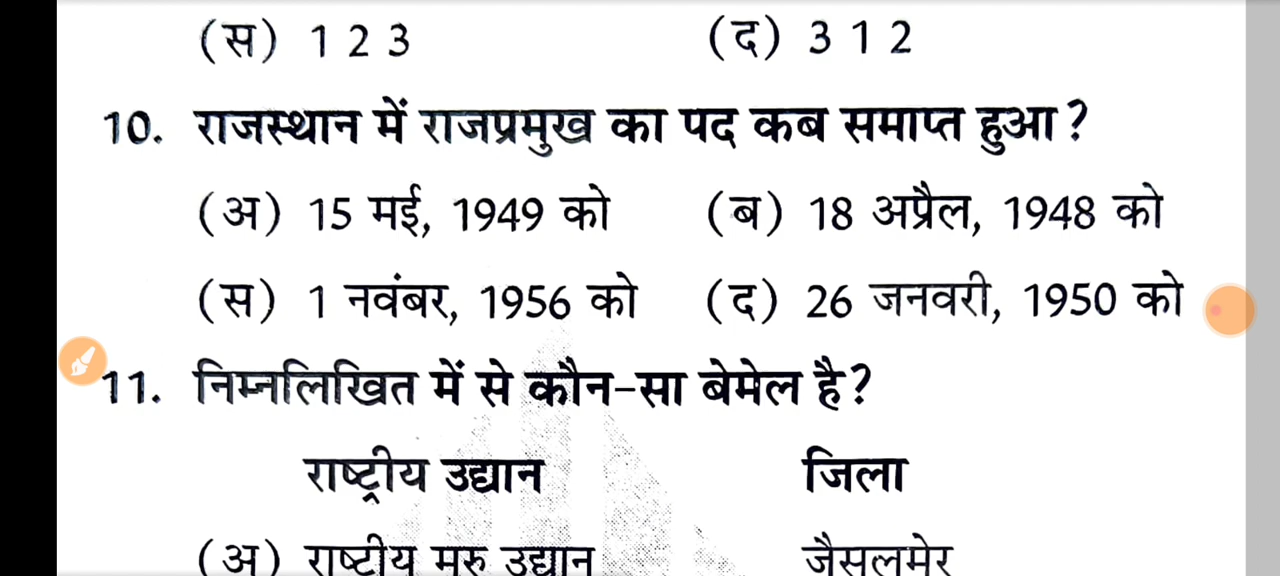 (स) 1 2 3 (द) 3 1 2
10. राजस्थान में राजप्रमुख का पद कब समाप्त हुआ?
(अ) 15 मई, 1949 को (ब) 18 अप्रैल, 1948 को
(स) 1 नवंबर, 1956 को (द) 26 जनवरी, 1950 को
11. निम्नलिखित में से कौन-सा बेमेल है?
राष्ट्रीय उद्यान जिला
(अ) राष्ट्रीय मरु उद्यान जैसलमेर